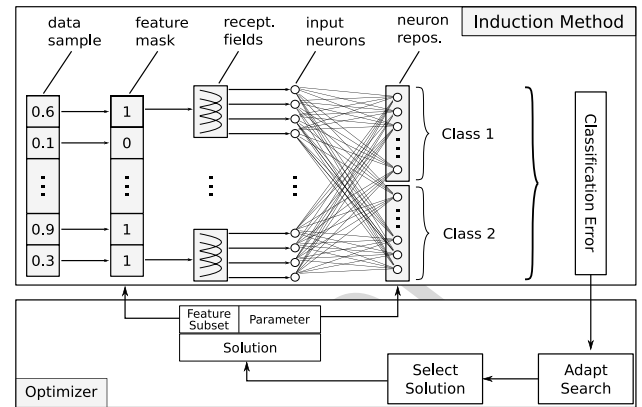 data sample
feature mask
recept. fields
input neurons
neuron repos.
Induction Method
0.6
0.1
0.9
0.3
1
0
1
1
Class 1
Class 2
Classification Error
Feature Subset
Parameter
Solution
Select Solution
Adapt Search
Optimizer